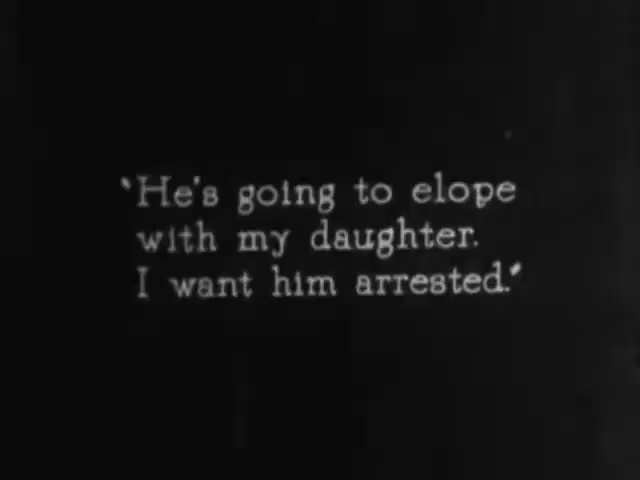 'He's going to elope
with my daughter.
I want him arrested.'